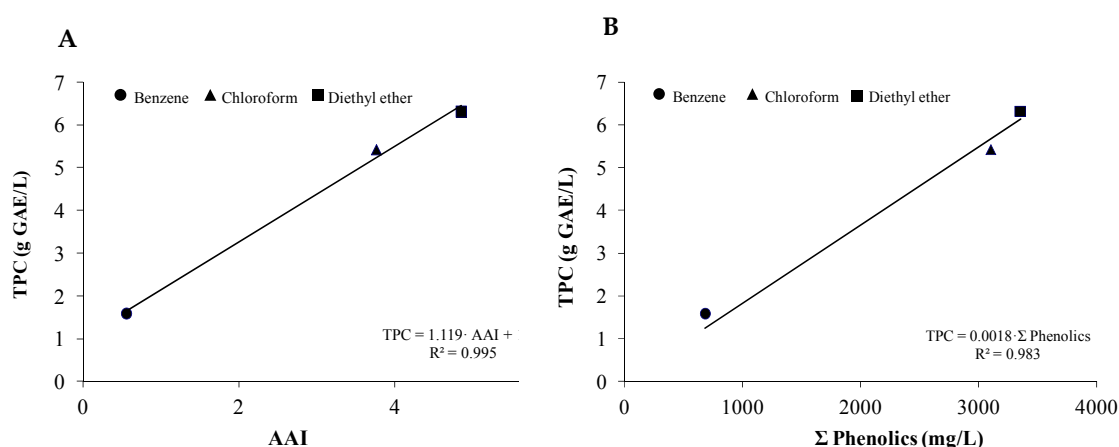 A
7
6
5
4
3
2
1
0
TPC (g GAE/L)
● Benzene ▲ Chloroform ■ Diethyl ether
TPC = 1.119· AAI +
R² = 0.995
0 2 4
AAI
B
7
6
5
4
3
2
1
0
TPC (g GAE/L)
● Benzene ▲ Chloroform ■ Diethyl ether
TPC = 0.0018·Σ Phenolics
R² = 0.983
0 1000 2000 3000 4000
Σ Phenolics (mg/L)